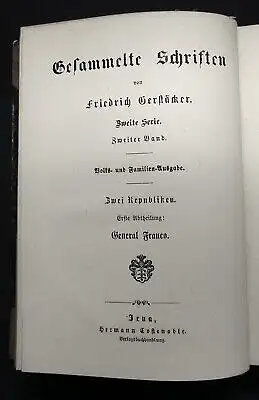 Gesammelte Schriften
von
Friedrich Gerstäcker.
Zweite Serie.
Zweiter Band.
Volks- und Familien-Ausgabe.
Zwei Republiken.
Erste Abtheilung:
General Franco.
Jena,
Hermann Costenoble.
Verlagsbuchhandlung.